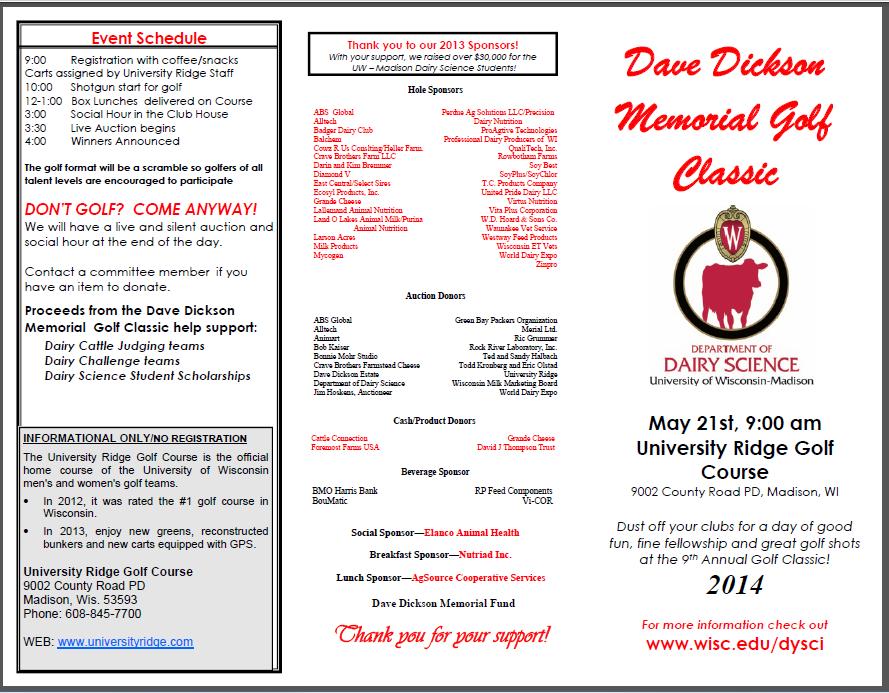 Event Schedule
9:00 Registration with coffee/snacks
Carts assigned by University Ridge Staff
10:00 Shotgun start for golf
12-1:00 Box Lunches delivered on Course
3:00 Social Hour in the Club House
3:30 Live Auction begins
4:00 Winners Announced
The golf format will be a scramble so golfers of all
talent levels are encouraged to participate
DON'T GOLF? COME ANYWAY!
We will have a live and silent auction and
social hour at the end of the day.
Contact a committee member if you
have an item to donate.
Proceeds from the Dave Dickson
Memorial Golf Classic help support:
Dairy Cattle Judging teams
Dairy Challenge teams
Dairy Science Student Scholarships
INFORMATIONAL ONLY/NO REGISTRATION
The University Ridge Golf Course is the official
home course of the University of Wisconsin
men's and women's golf teams.
• In 2012, it was rated the #1 golf course in
Wisconsin.
• In 2013, enjoy new greens, reconstructed
bunkers and new carts equipped with GPS.
University Ridge Golf Course
9002 County Road PD
Madison, Wis. 53593
Phone: 608-845-7700
WEB: www.universityridge.com
Thank you to our 2013 Sponsors!
With your support, we raised over $30,000 for the
UW – Madison Dairy Science Students!
Hole Sponsors
ABS Global
Alltech
Badger Dairy Club
Balchem
Cowz R Us Conslting/Heller Farm.
Crave Brothers Farm LLC
Darin and Kim Bremmer
Diamond V
East Central/Select Sires
Ecosyl Products, Inc.
Grande Cheese
Lallemand Animal Nutrition
Land O Lakes Animal Milk/Purina
Animal Nutrition
Larson Acres
Milk Products
Mycogen
Perdue Ag Solutions LLC/Precision
Dairy Nutrition
ProAgtive Technologies
Professional Dairy Producers of WI
QualiTech, Inc.
Rowbotham Farms
Soy Best
SoyPlus/SoyChlor
T.C. Products Company
United Pride Dairy LLC
Virtus Nutrition
Vita Plus Corporation
W.D. Hoard & Sons Co.
Waunakee Vet Service
Westway Feed Products
Wisconsin ET Vets
World Dairy Expo
Zinpro
Auction Donors
ABS Global
Alltech
Animart
Bob Kaiser
Bonnie Mohr Studio
Crave Brothers Farmstead Cheese
Dave Dickson Estate
Department of Dairy Science
Jim Hoskens, Auctioneer
Green Bay Packers Organization
Merial Ltd.
Ric Grummer
Rock River Laboratory, Inc.
Ted and Sandy Halbach
Todd Kronberg and Eric Olstad
University Ridge
Wisconsin Milk Marketing Board
World Dairy Expo
Cash/Product Donors
Cattle Connection
Foremost Farms USA
Grande Cheese
David J Thompson Trust
Beverage Sponsor
BMO Harris Bank
BouMatic
RP Feed Components
Vi-COR
Social Sponsor—Elanco Animal Health
Breakfast Sponsor—Nutriad Inc.
Lunch Sponsor—AgSource Cooperative Services
Dave Dickson Memorial Fund
Thank you for your support!
Dave Dickson
Memorial Golf
Classic
W
DEPARTMENT OF
DAIRY SCIENCE
University of Wisconsin-Madison
May 21st, 9:00 am
University Ridge Golf
Course
9002 County Road PD, Madison, WI
Dust off your clubs for a day of good
fun, fine fellowship and great golf shots
at the 9th Annual Golf Classic!
2014
For more information check out
www.wisc.edu/dysci